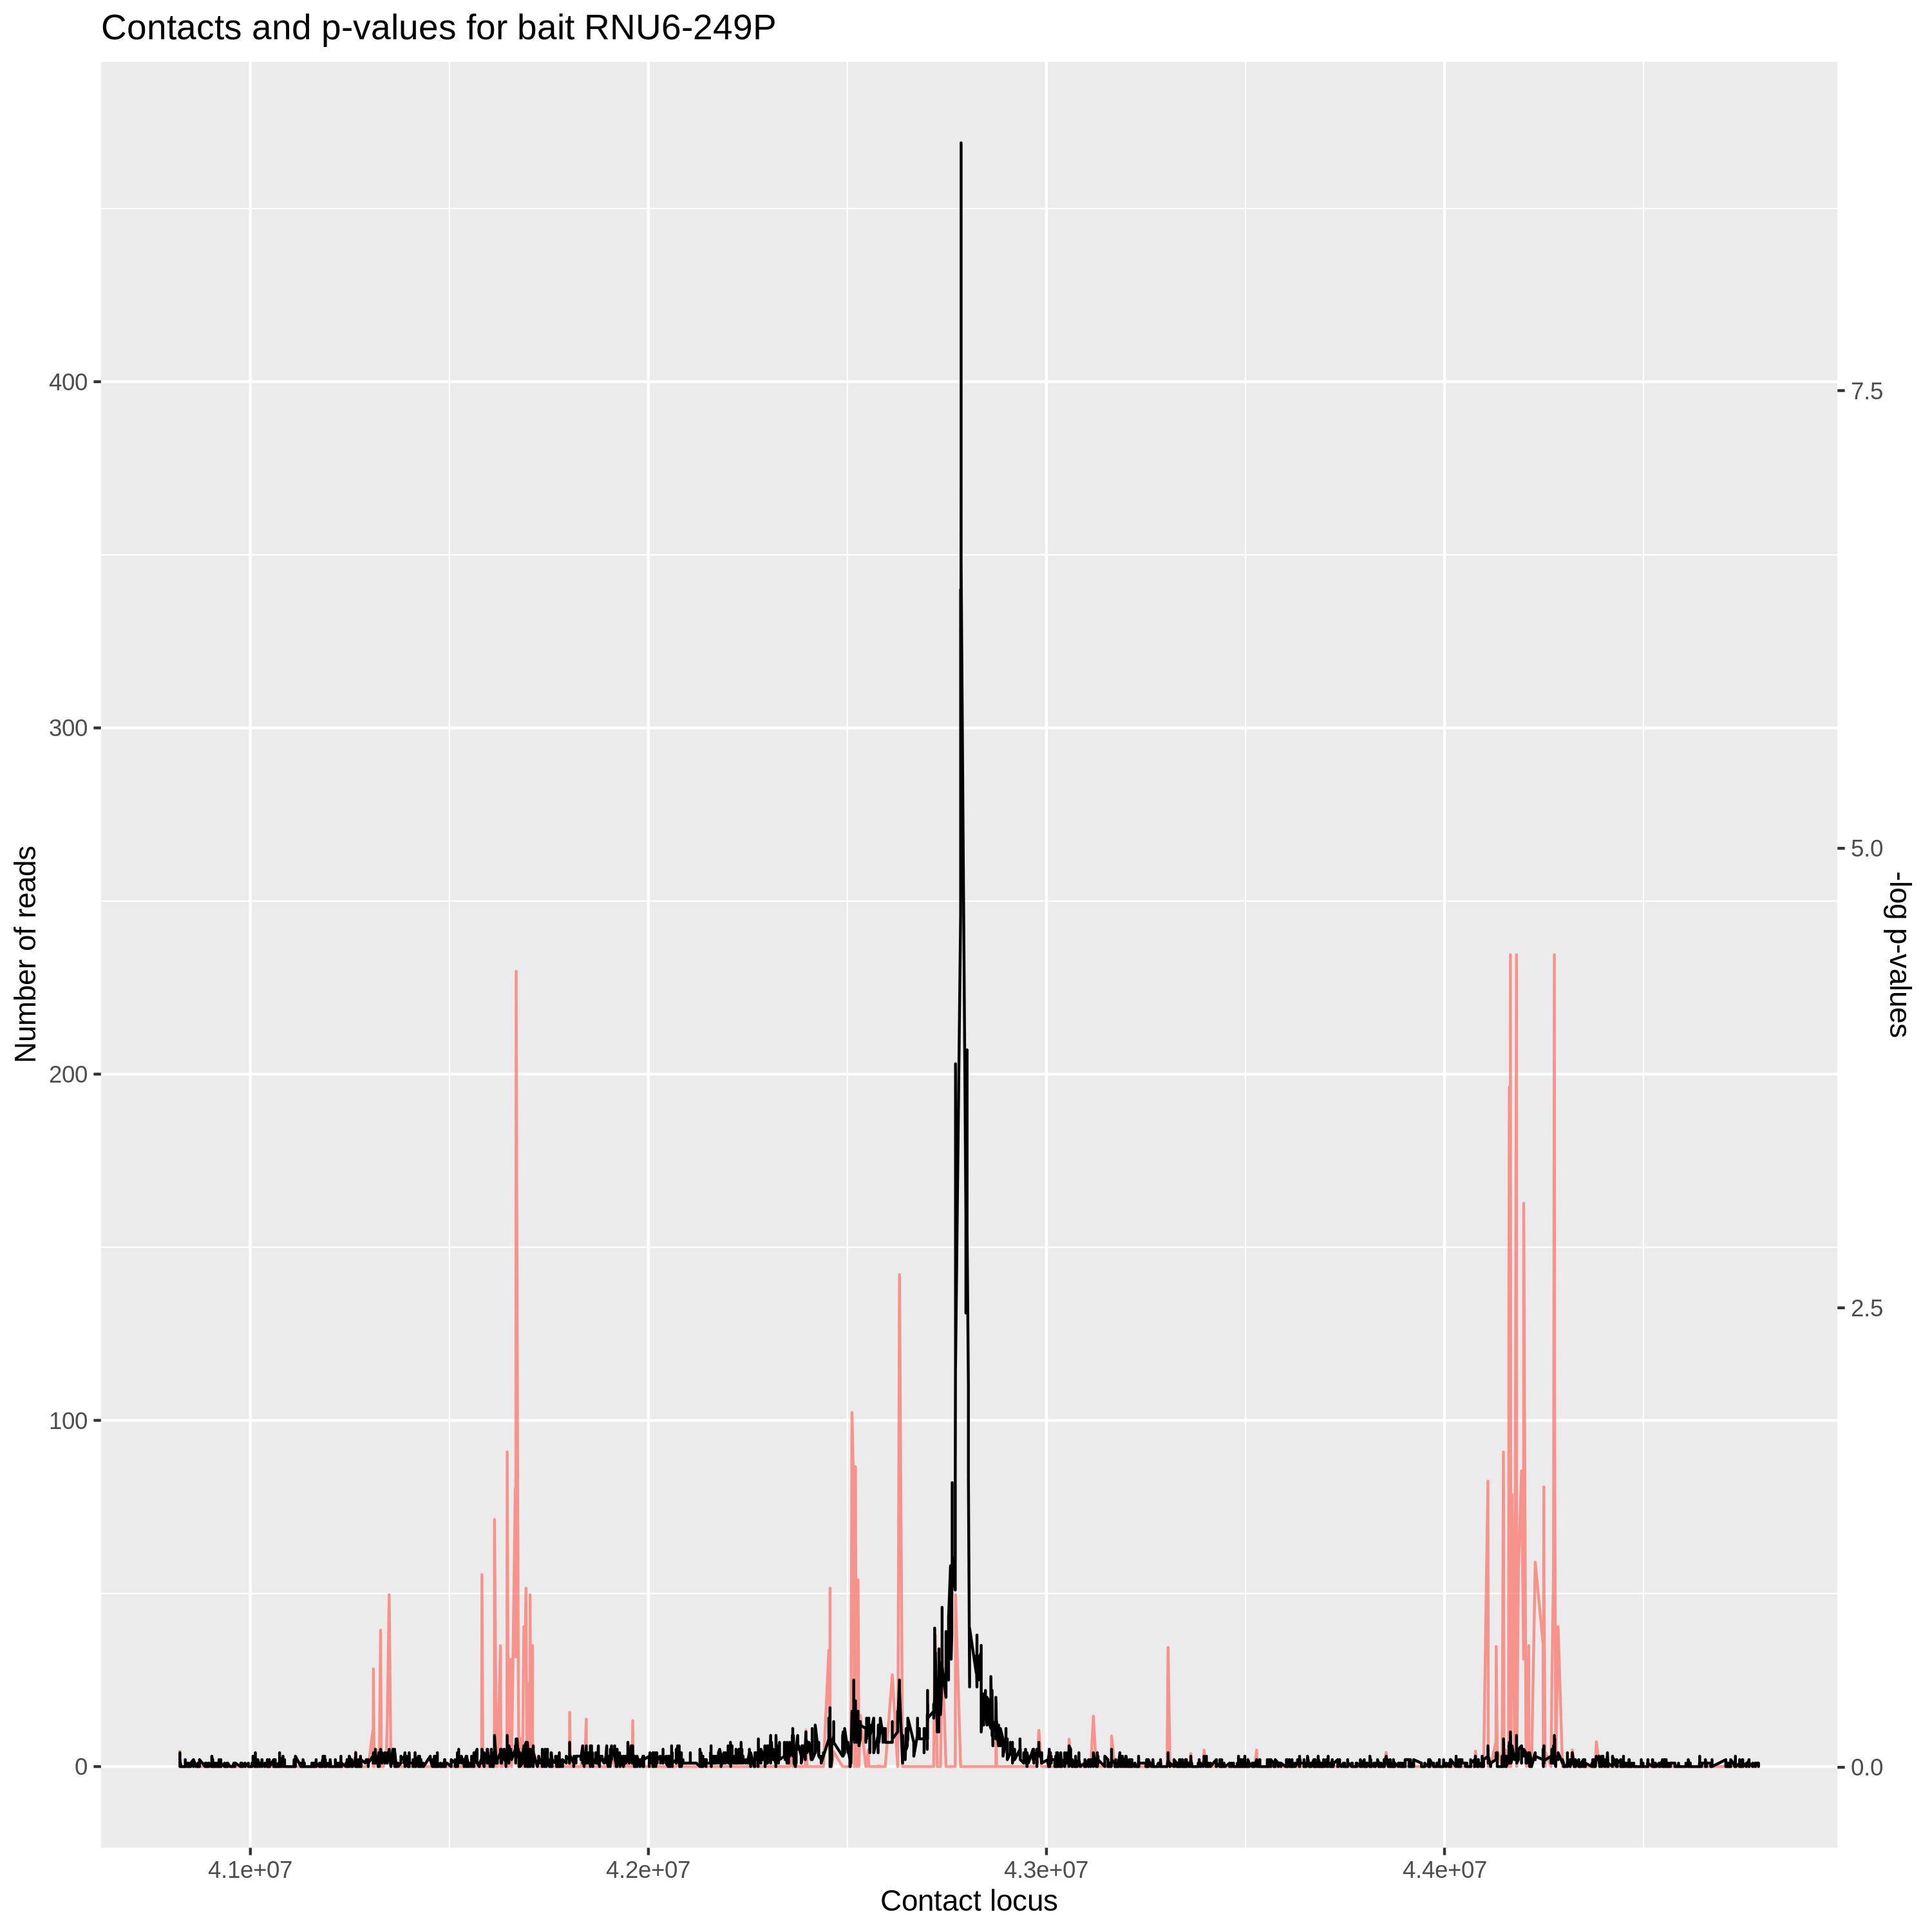 Contacts and p-values for bait RNU6-249P
Number of reads
400
300
200
100
0
7.5
5.0
2.5
0.0
-log p-values
4.1e+07 4.2e+07 4.3e+07 4.4e+07
Contact locus